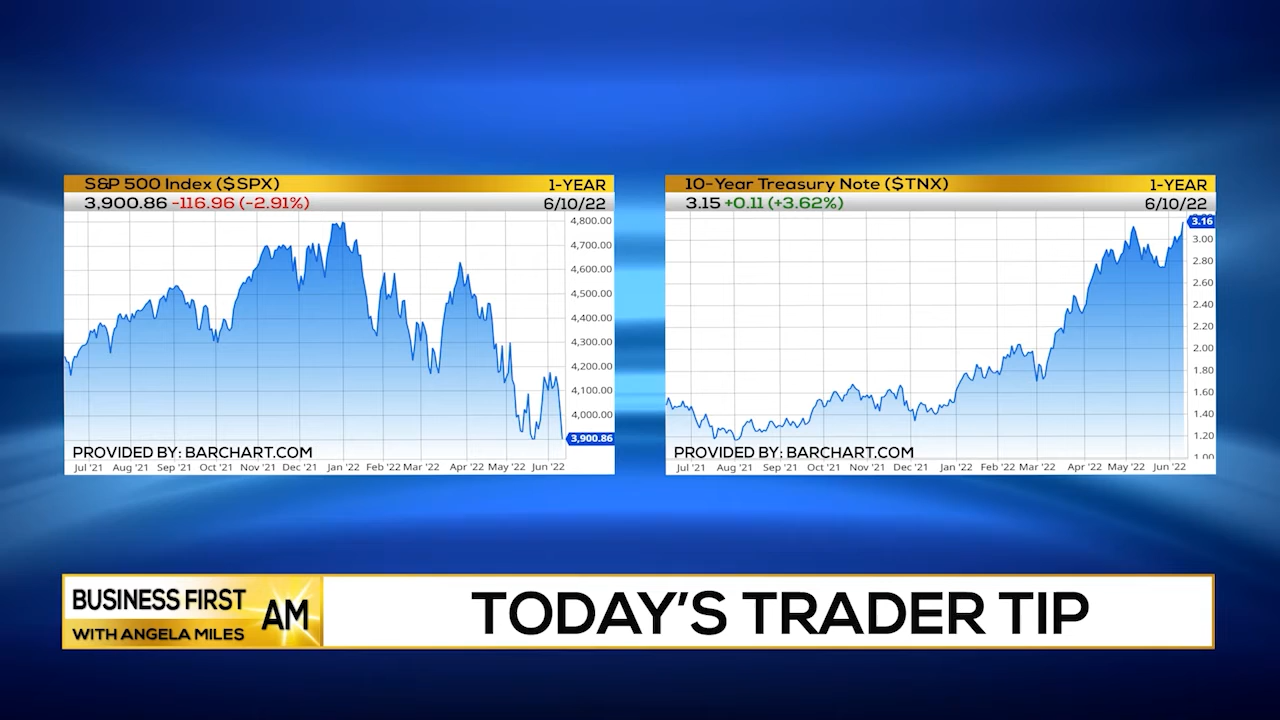 S&P 500 Index ($SPX)
1-YEAR
3,900.86 -116.96 (-2.91%)
6/10/22
4,800.00
4,700.00
4,600.00
4,500.00
4,400.00
4,300.00
4,200.00
4,100.00
4,000.00
3,900.86
PROVIDED BY: BARCHART.COM
Jul '21 Aug '21 Sep '21 Oct '21 Nov '21 Dec '21 Jan '22 Feb '22 Mar '22 Apr '22 May '22 Jun '22
10-Year Treasury Note ($TNX)
1-YEAR
3.15 +0.11 (+3.62%)
6/10/22
3.16
3.00
2.80
2.60
2.40
2.20
2.00
1.80
1.60
1.40
1.20
1.00
PROVIDED BY: BARCHART.COM
Jul '21 Aug '21 Sep '21 Oct '21 Nov '21 Dec '21 Jan '22 Feb '22 Mar '22 Apr '22 May '22 Jun '22
BUSINESS FIRST
AM
WITH ANGELA MILES
TODAY'S TRADER TIP